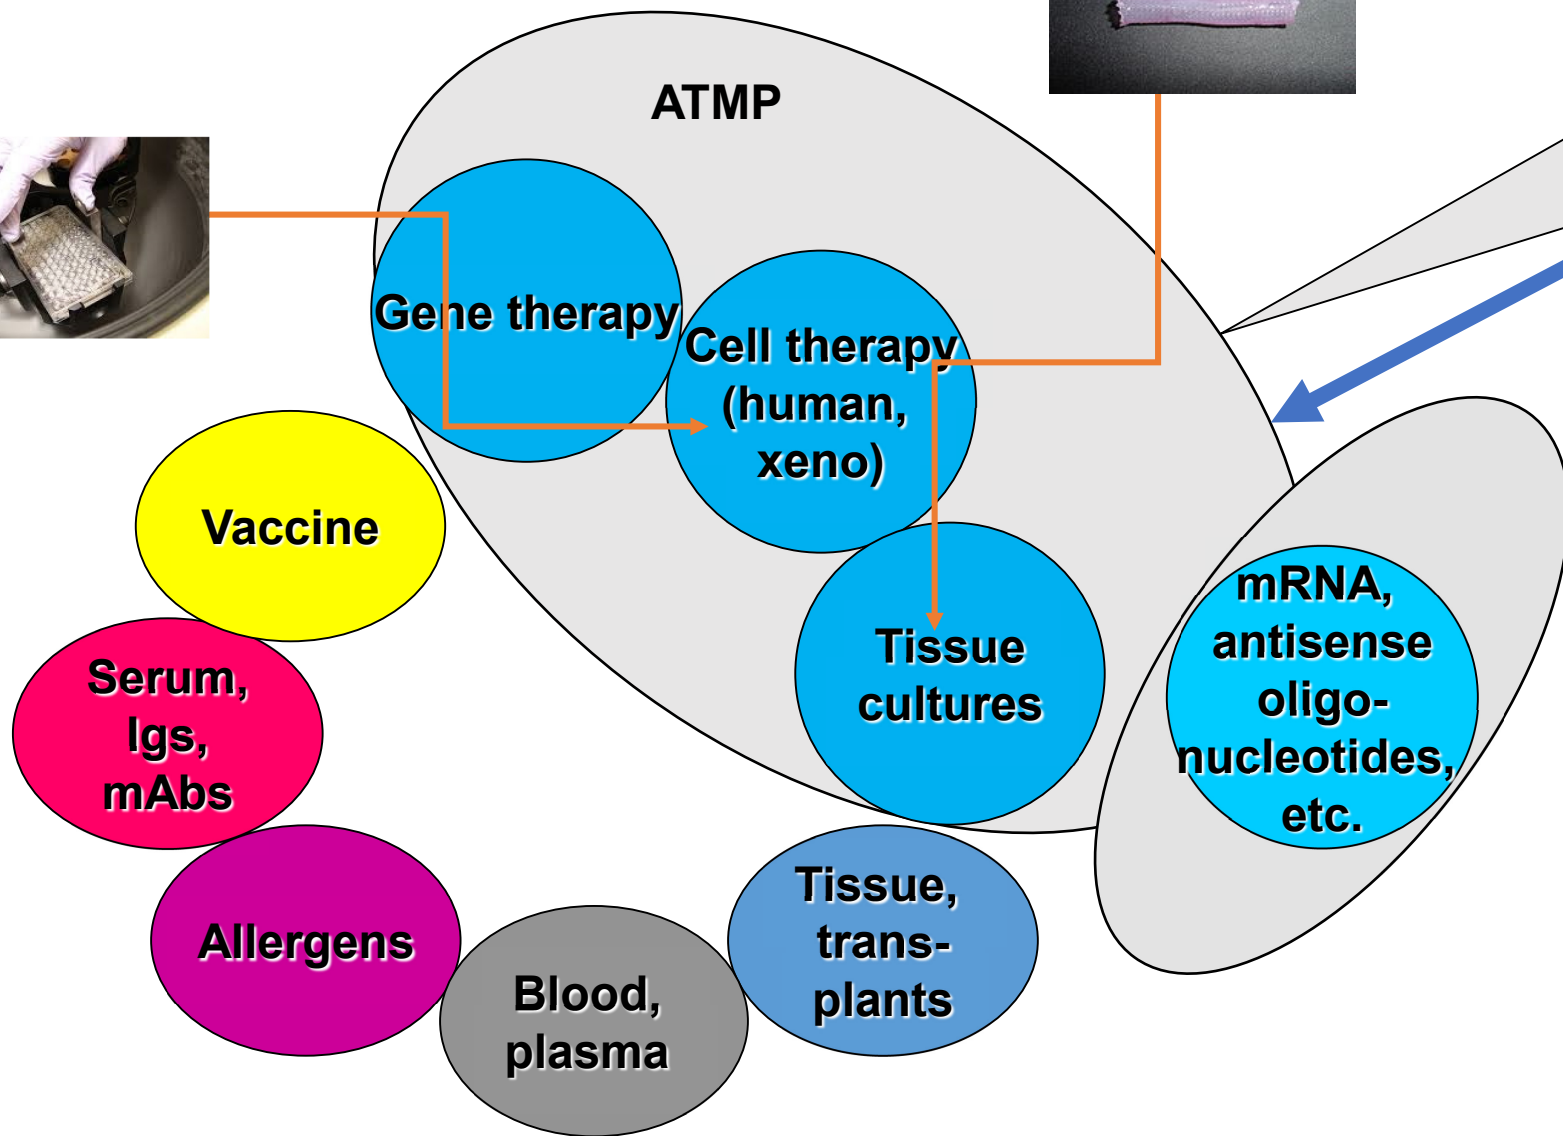 ATMP
Gene therapy
Cell therapy
(human,
xeno)
Vaccine
mRNA,
antisense
oligo-
nucleotides,
etc.
Tissue
cultures
Serum,
Igs,
mAbs
Tissue,
trans-
plants
Allergens
Blood,
plasma